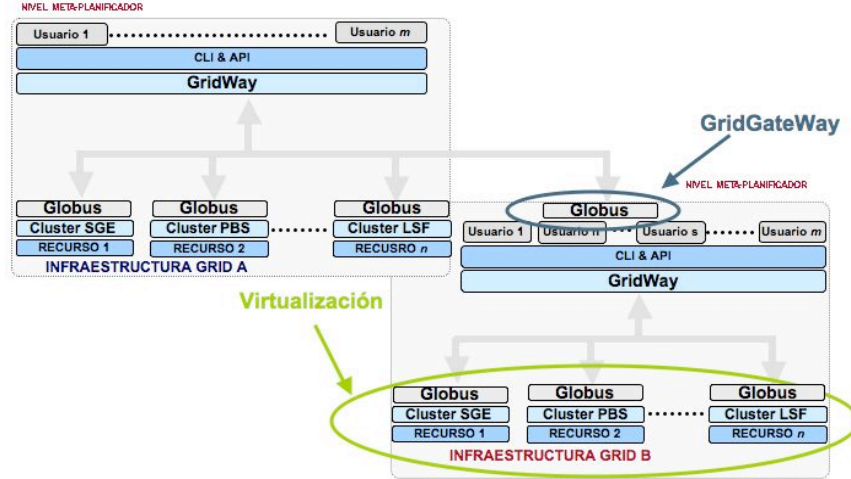 NIVEL META-PLANIFICADOR
Usuario 1 Usuario m
CLI & API
GridWay
GridGateWay
NIVEL META-PLANIFICADOR
Globus Globus Globus
Cluster SGE Cluster PBS Cluster LSF
RECURSO 1 RECURSO 2 RECUSRO n
INFRAESTRUCTURA GRID A
Globus
Usuario 1 Usuario n Usuario s Usuario m
CLI & API
GridWay
Virtualización
Globus Globus Globus
Cluster SGE Cluster PBS Cluster LSF
RECURSO 1 RECURSO 2 RECURSO n
INFRAESTRUCTURA GRID B